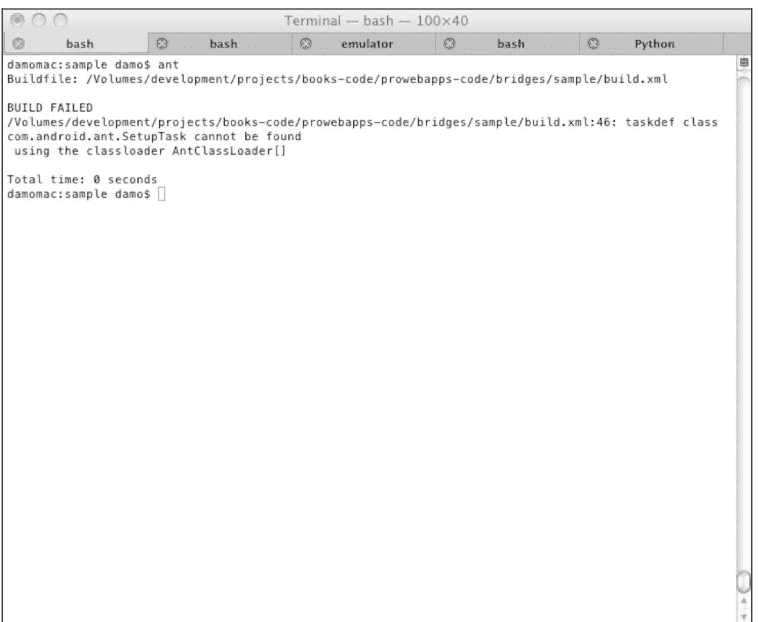 Terminal — bash — 100×40
bash bash emulator bash Python
damomac:sample damo$ ant
Buildfile: /Volumes/development/projects/books-code/prowebapps-code/bridges/sample/build.xml
BUILD FAILED
/Volumes/development/projects/books-code/prowebapps-code/bridges/sample/build.xml:46: taskdef class
com.android.ant.SetupTask cannot be found
 using the classloader AntClassLoader[]
Total time: 0 seconds
damomac:sample damo$